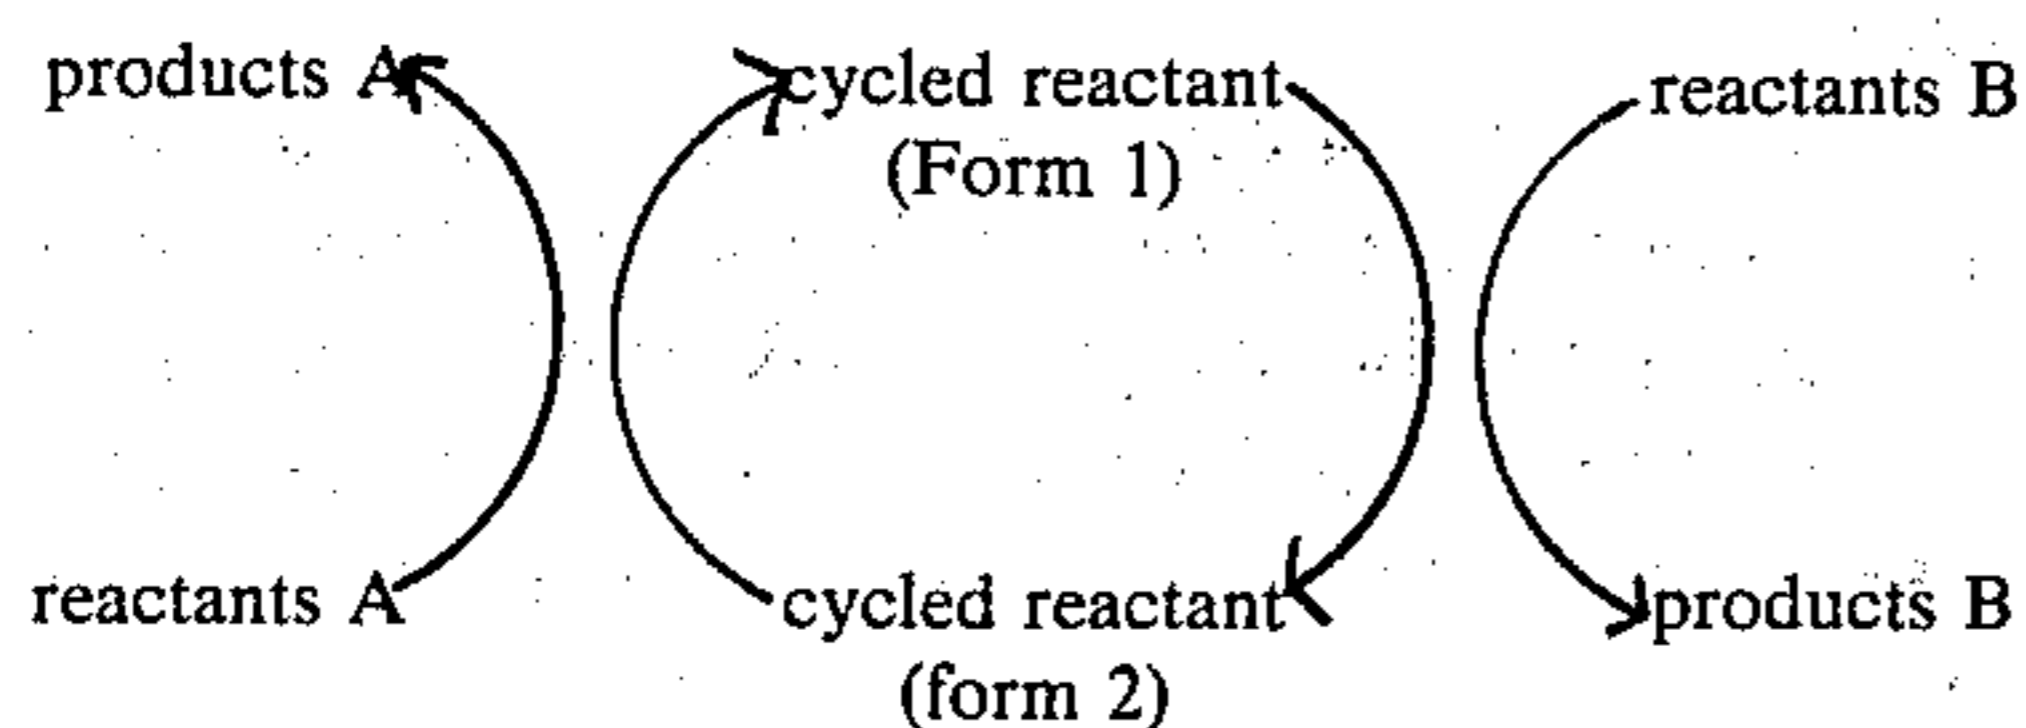 products A
cycled reactant
(Form 1)
reactants B
reactants A
cycled reactant
(form 2)
products B